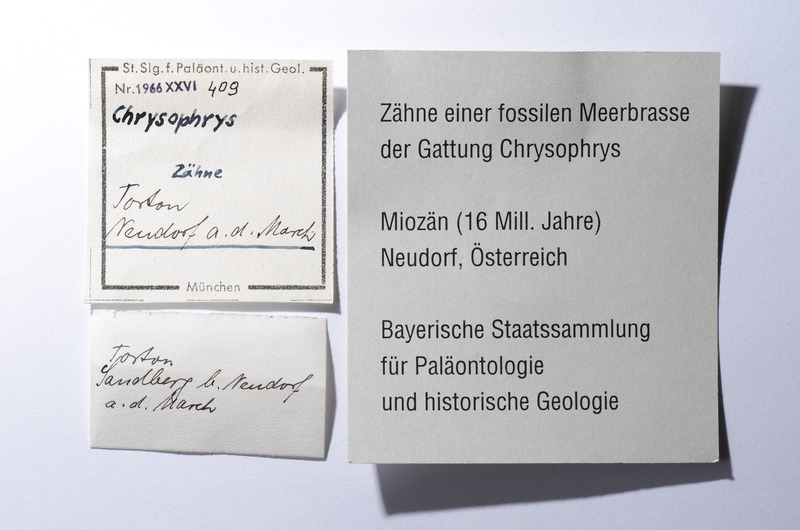 St. Slg. f. Paläont. u. hist. Geol.
Nr. 1966 XXVI 409
Chrysophrys
Zähne
Torton
Neudorf a. d. March
München
Torton
Sandberg b. Neudorf
a. d. March
Zähne einer fossilen Meerbrasse
der Gattung Chrysophrys
Miozän (16 Mill. Jahre)
Neudorf, Österreich
Bayerische Staatssammlung
für Paläontologie
und historische Geologie